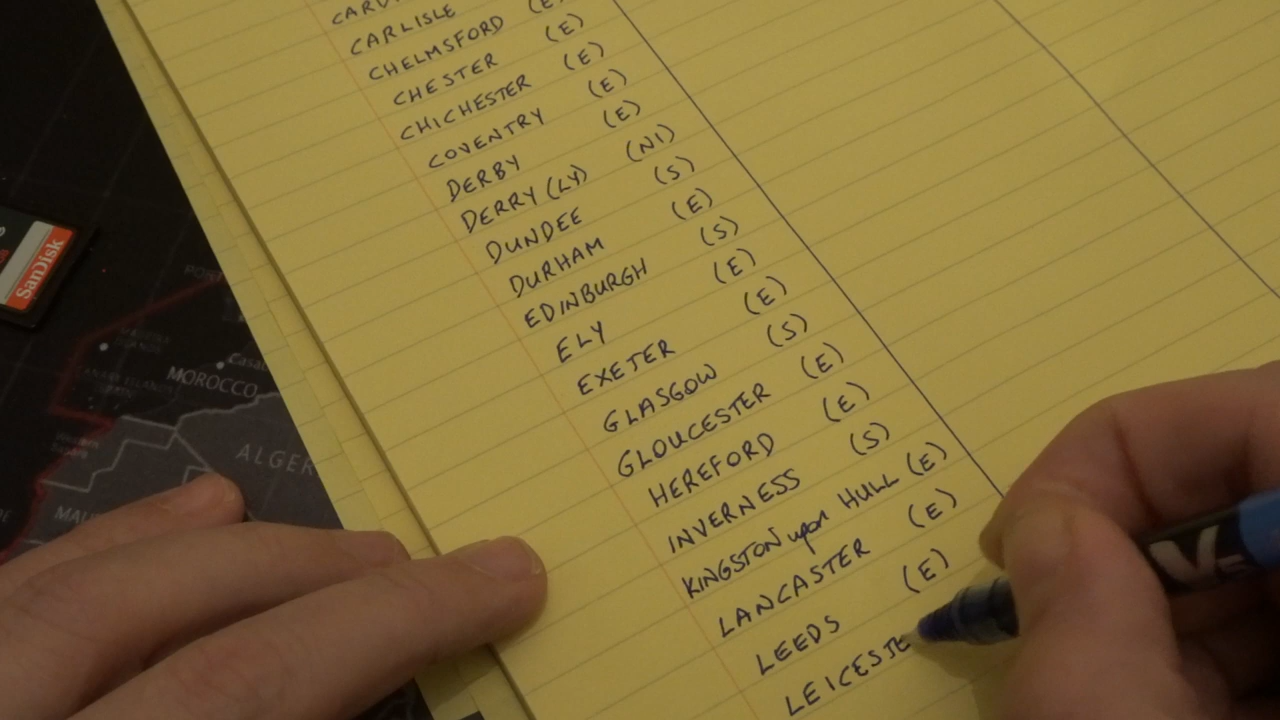 CARLISLE
CHELMSFORD (E)
CHESTER (E)
CHICHESTER (E)
COVENTRY (E)
DERBY (E)
DERRY (LY) (NI)
DUNDEE (S)
DURHAM (E)
EDINBURGH (S)
ELY (E)
EXETER (E)
GLASGOW (S)
GLOUCESTER (E)
HEREFORD (E)
INVERNESS (S)
KINGSTON upon HULL (E)
LANCASTER (E)
LEEDS (E)
LEICESTE
SanDisk
MOROCCO
ALGER